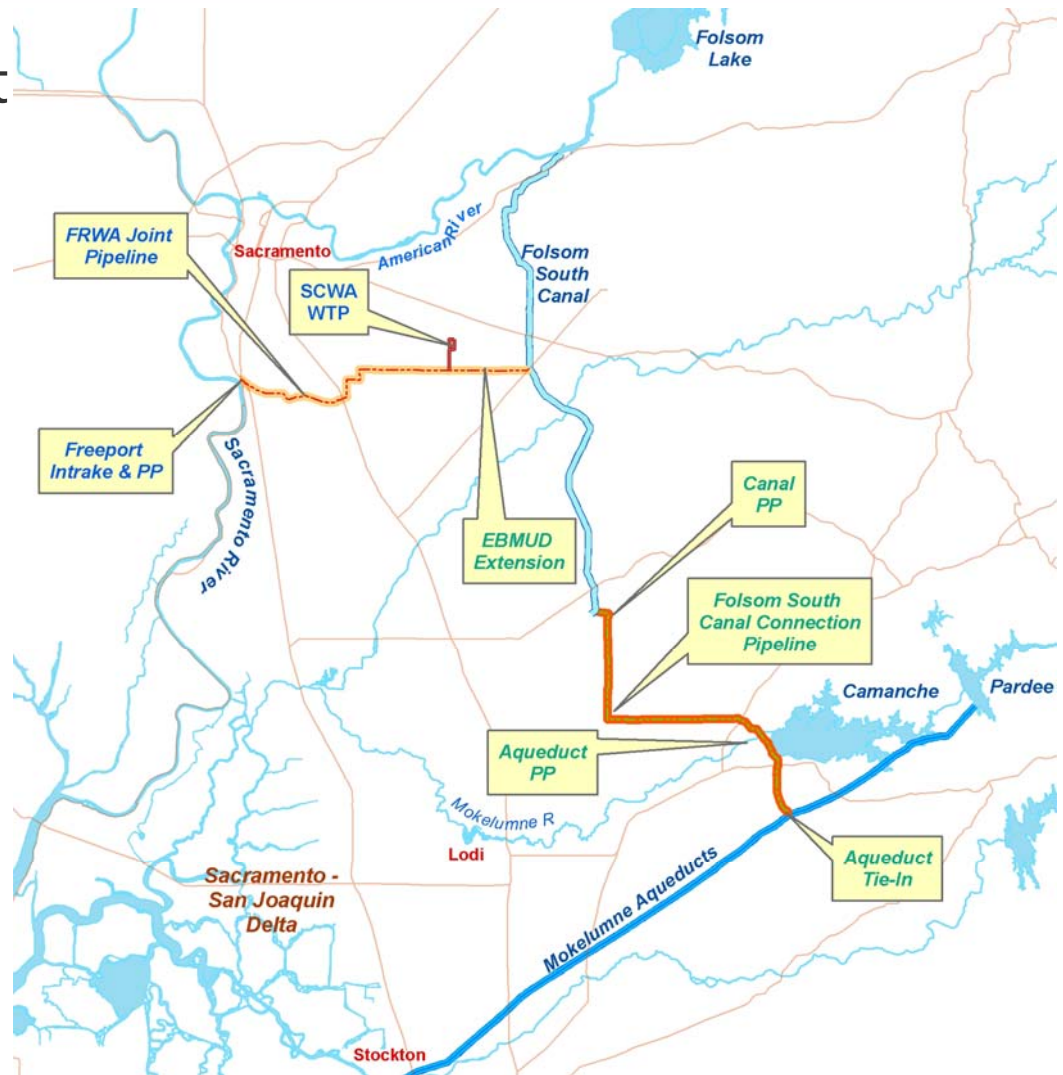 t
Folsom
Lake
FRWA Joint
Pipeline
Sacramento
American River
SCWA
WTP
Folsom
South
Canal
Freeport
Intrake & PP
Sacramento River
EBMUD
Extension
Canal
PP
Folsom South
Canal Connection
Pipeline
Camanche
Pardee
Aqueduct
PP
Mokelumne R
Lodi
Aqueduct
Tie-In
Sacramento -
San Joaquin
Delta
Mokelumne Aqueducts
Stockton